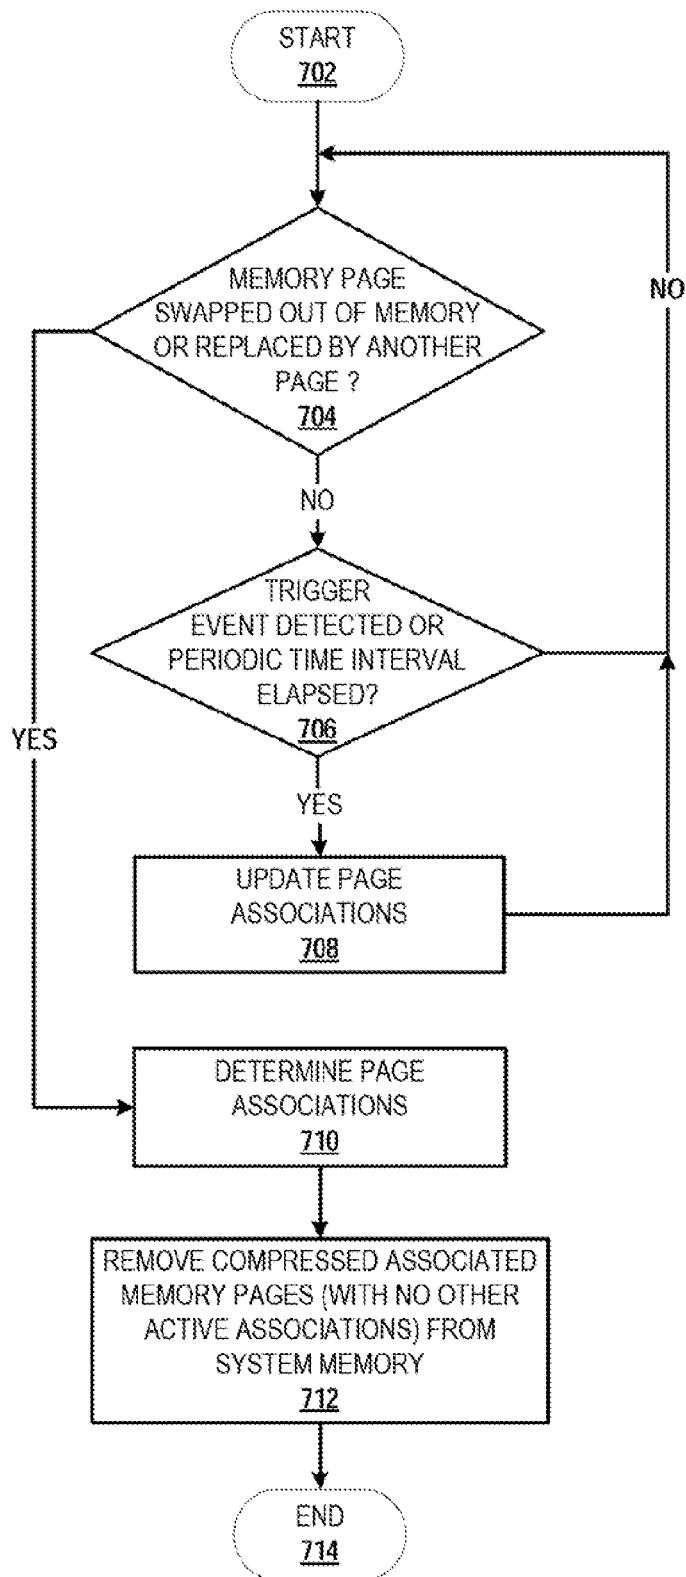 START
702
MEMORY PAGE
SWAPPED OUT OF MEMORY
OR REPLACED BY ANOTHER
PAGE ?
704
NO
NO
TRIGGER
EVENT DETECTED OR
PERIODIC TIME INTERVAL
ELAPSED?
706
YES
YES
UPDATE PAGE
ASSOCIATIONS
708
DETERMINE PAGE
ASSOCIATIONS
710
REMOVE COMPRESSED ASSOCIATED
MEMORY PAGES (WITH NO OTHER
ACTIVE ASSOCIATIONS) FROM
SYSTEM MEMORY
712
END
714